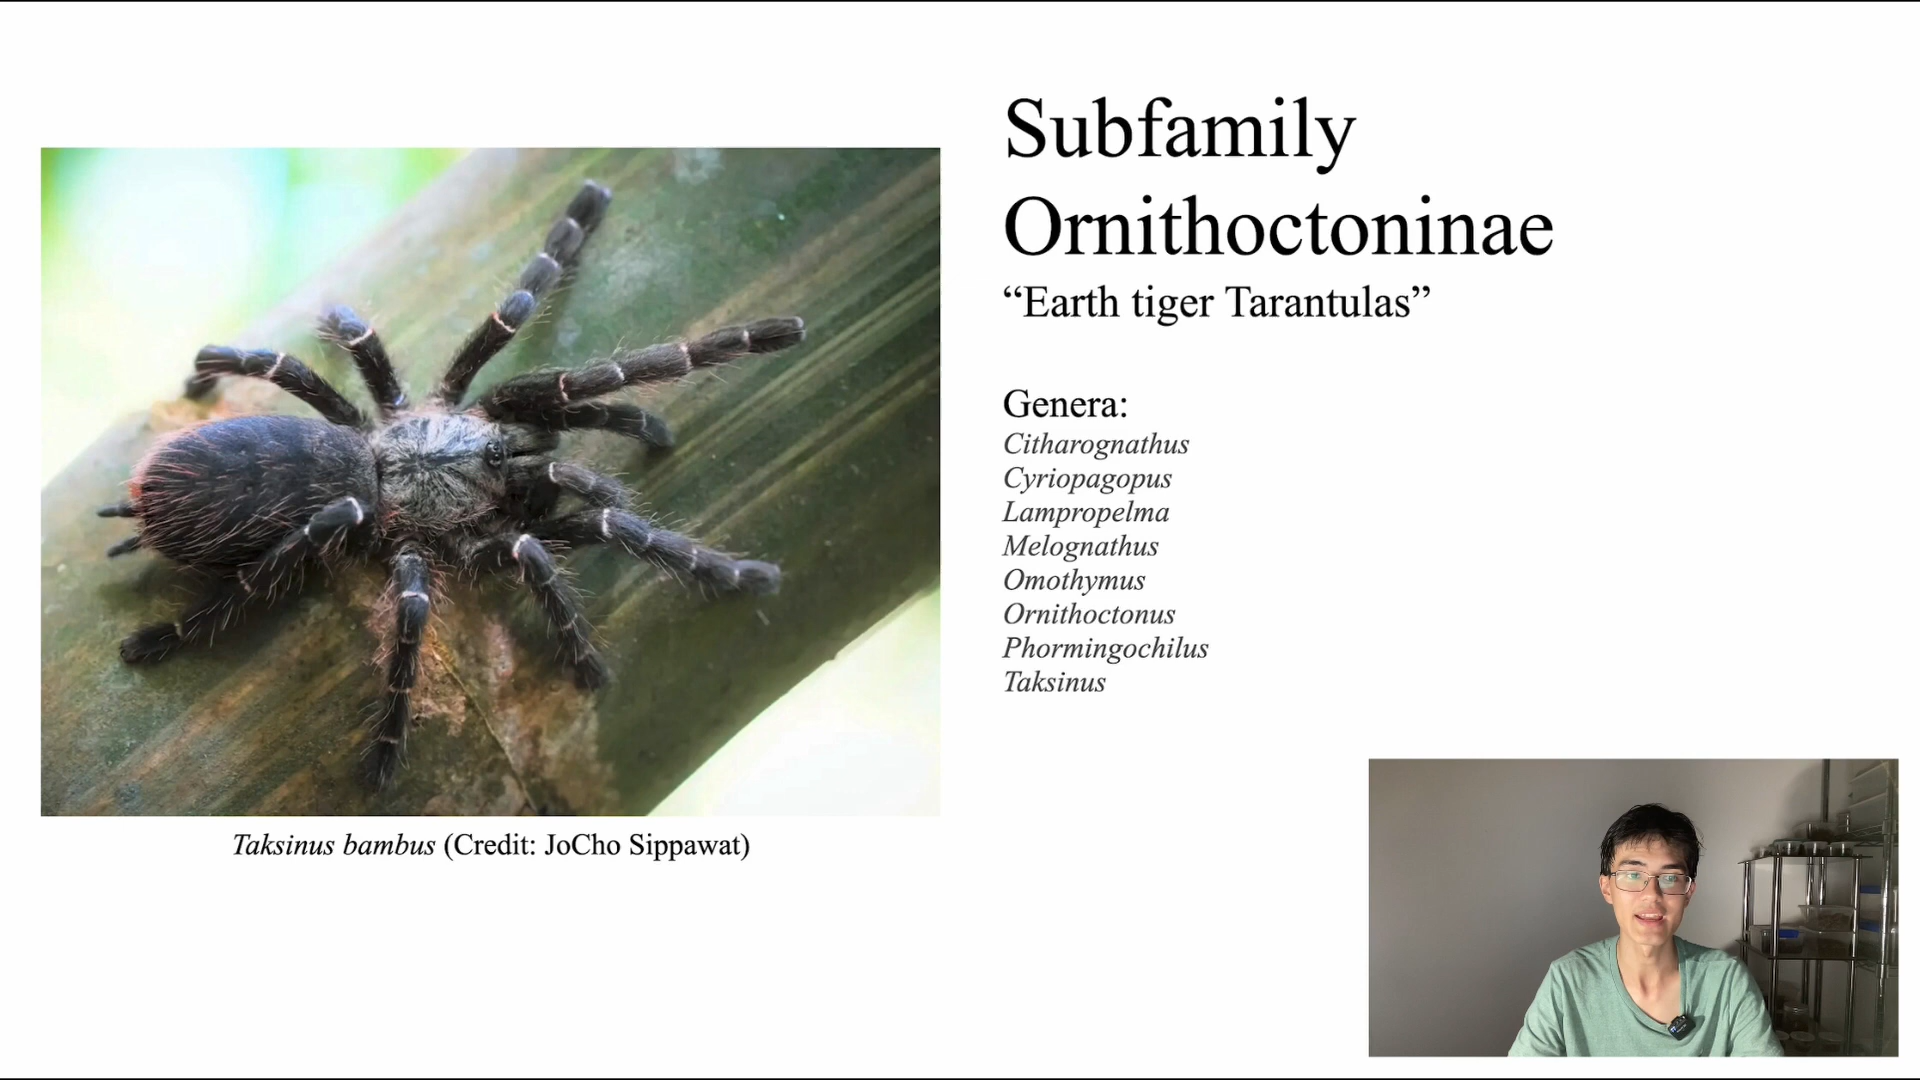 Subfamily
Ornithoctoninae
“Earth tiger Tarantulas”
Genera:
Citharognathus
Cyriopagopus
Lampropelma
Melognathus
Omothymus
Ornithoctonus
Phormingochilus
Taksinus
Taksinus bambus (Credit: JoCho Sippawat)